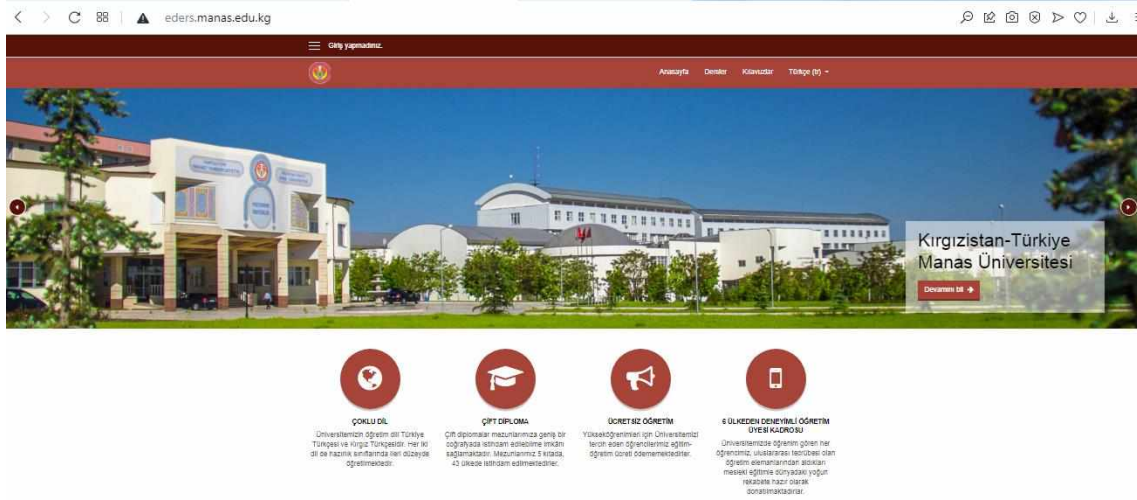 eders.manas.edu.kg
Giriş yapmadınız.
Anasayfa Dersler Kılavuzlar Türkçe (tr)
Kırgızistan-Türkiye
Manas Üniversitesi
Devamını bil
ÇOKLU DİL
Üniversitemizin öğretim dili Türkiye
Türkçesi ve Kırgız Türkçesidir. Her iki
dil de hazırlık sınıflarında ileri düzeyde
öğretilmektedir.
ÇİFT DİPLOMA
Çift diplomalar mezunlarımıza geniş bir
coğrafyada istihdam edilebilme imkânı
sağlamaktadır. Mezunlarımız 5 kıtada,
43 ülkede istihdam edilmektedirler.
ÜCRETSİZ ÖĞRETİM
Yükseköğrenimleri için Üniversitemizi
tercih eden öğrencilerimiz eğitim-
öğretim ücreti ödememektedirler.
6 ÜLKEDEN DENEYİMLİ ÖĞRETİM
ÜYESİ KADROSU
Üniversitemizde öğrenim gören her
öğrencimiz, uluslararası tecrübesi olan
öğretim elemanlarından aldıkları
mesleki eğitimle dünyadaki yoğun
rekabete hazır olarak
donatılmaktadırlar.